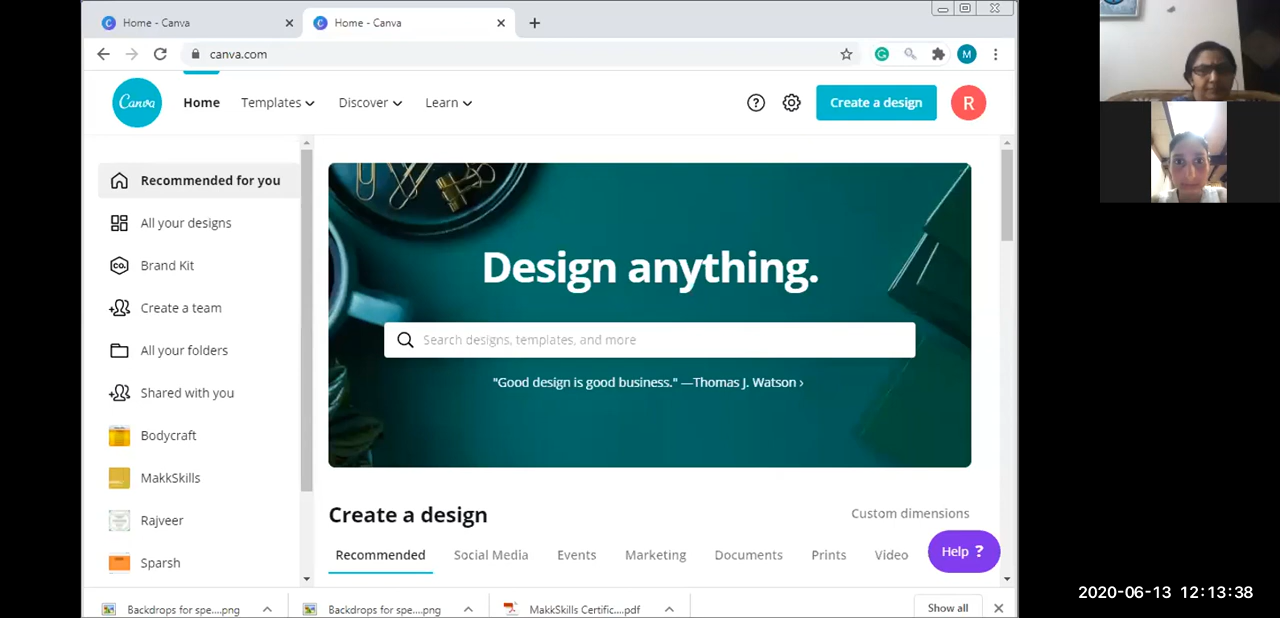 Home - Canva
Home - Canva
canva.com
M
Canva
Home
Templates
Discover
Learn
Create a design
R
Recommended for you
All your designs
Brand Kit
CO.
Create a team
All your folders
Shared with you
Bodycraft
MakkSkills
Rajveer
Sparsh
Design anything.
Search designs, templates, and more
"Good design is good business." —Thomas J. Watson ›
Create a design
Custom dimensions
Recommended
Social Media
Events
Marketing
Documents
Prints
Video
Help ?
Backdrops for spe....png
Backdrops for spe....png
MakkSkills Certific....pdf
Show all
2020-06-13 12:13:38